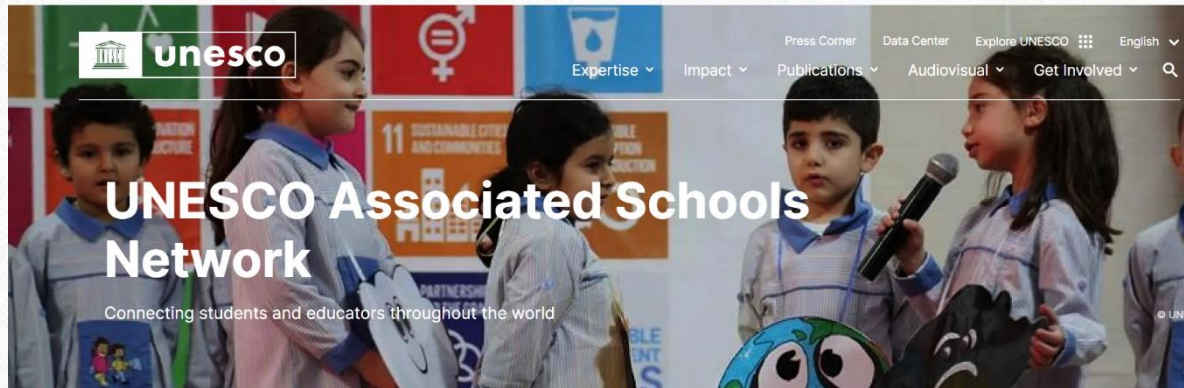 unesco
Press Corner Data Center Explore UNESCO English
Expertise Impact Publications Audiovisual Get Involved
11 SUSTAINABLE CITIES AND COMMUNITIES
UNESCO Associated Schools
Network
Connecting students and educators throughout the world
© UN